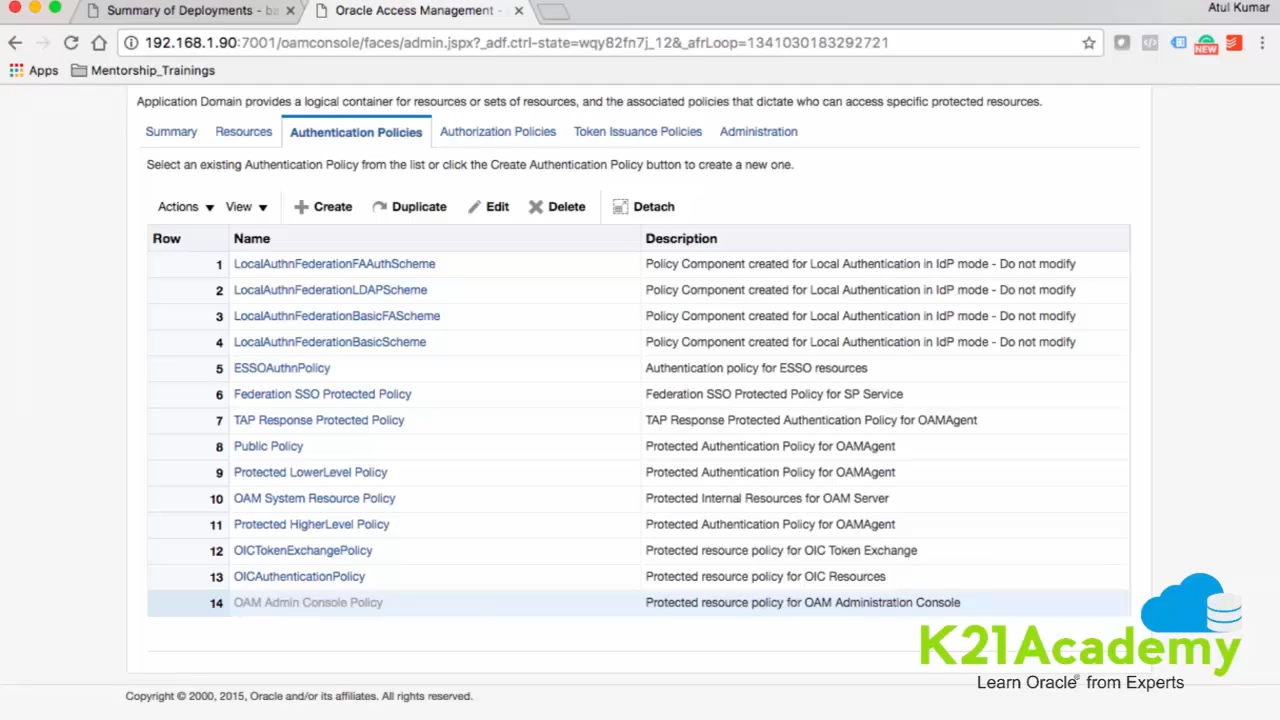 Summary of Deployments - ba
Oracle Access Management -
Atul Kumar
192.168.1.90:7001/oamconsole/faces/admin.jspx?_adf.ctrl-state=wqy82fn7j_12&_afrLoop=1341030183292721
NEW
Apps Mentorship_Trainings
Application Domain provides a logical container for resources or sets of resources, and the associated policies that dictate who can access specific protected resources.
Summary Resources Authentication Policies Authorization Policies Token Issuance Policies Administration
Select an existing Authentication Policy from the list or click the Create Authentication Policy button to create a new one.
Actions View Create Duplicate Edit Delete Detach
Row Name Description
1 LocalAuthnFederationFAAuthScheme Policy Component created for Local Authentication in IdP mode - Do not modify
2 LocalAuthnFederationLDAPScheme Policy Component created for Local Authentication in IdP mode - Do not modify
3 LocalAuthnFederationBasicFAScheme Policy Component created for Local Authentication in IdP mode - Do not modify
4 LocalAuthnFederationBasicScheme Policy Component created for Local Authentication in IdP mode - Do not modify
5 ESSOAuthnPolicy Authentication policy for ESSO resources
6 Federation SSO Protected Policy Federation SSO Protected Policy for SP Service
7 TAP Response Protected Policy TAP Response Protected Authentication Policy for OAMAgent
8 Public Policy Protected Authentication Policy for OAMAgent
9 Protected LowerLevel Policy Protected Authentication Policy for OAMAgent
10 OAM System Resource Policy Protected Internal Resources for OAM Server
11 Protected HigherLevel Policy Protected Authentication Policy for OAMAgent
12 OICTokenExchangePolicy Protected resource policy for OIC Token Exchange
13 OICAuthenticationPolicy Protected resource policy for OIC Resources
14 OAM Admin Console Policy Protected resource policy for OAM Administration Console
K21Academy
Learn Oracle® from Experts
Copyright © 2000, 2015, Oracle and/or its affiliates. All rights reserved.